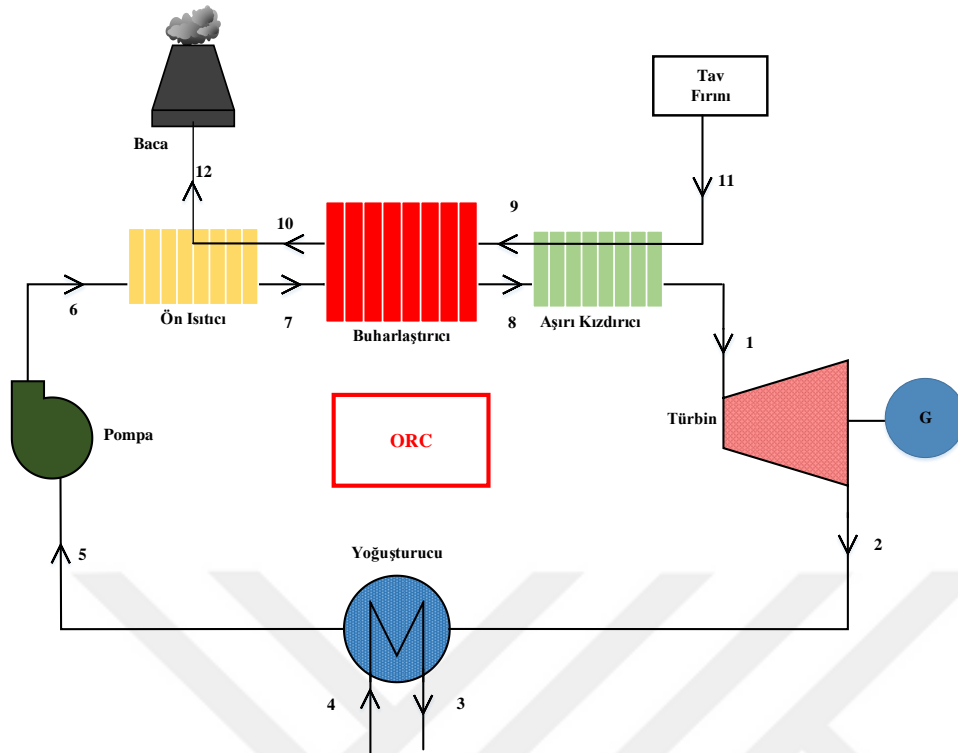 Tav
Fırını
Baca
12
11
10
9
6
Ön Isıtıcı
7
Buharlaştırıcı
8
Aşırı Kızdırıcı
1
Pompa
ORC
Türbin
G
5
Yoğuşturucu
2
4
3